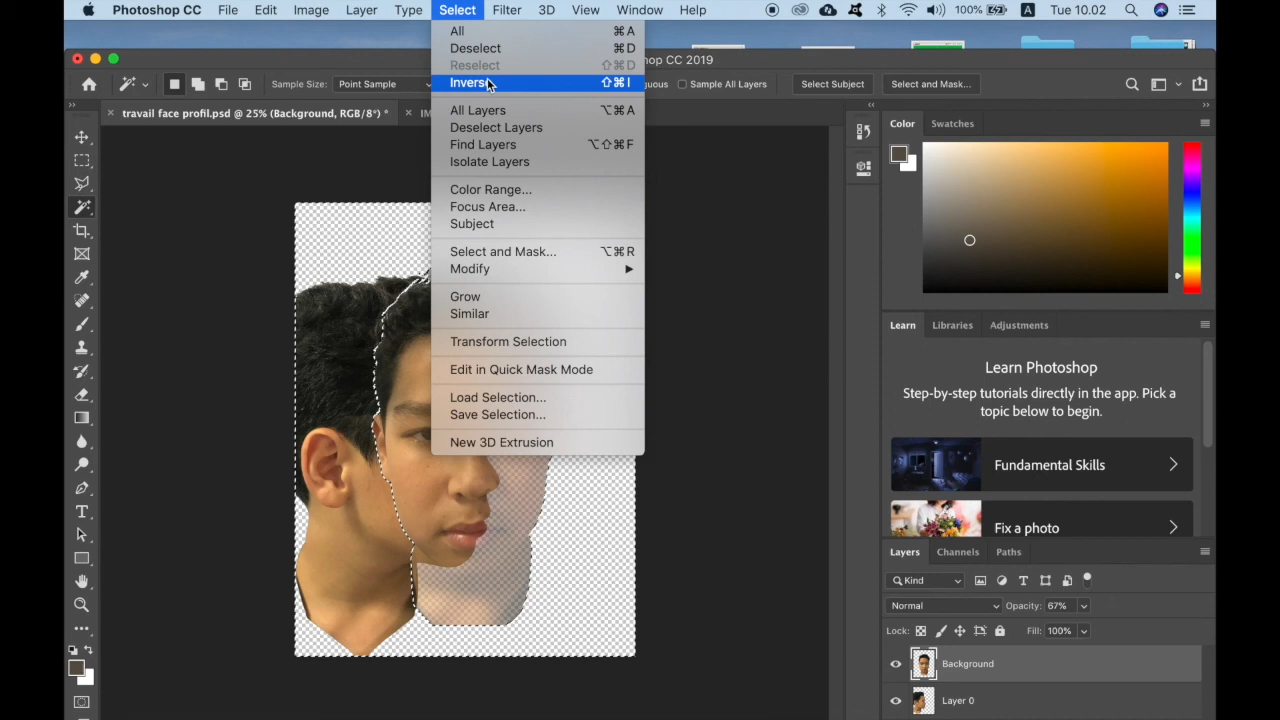 Photoshop CC File Edit Image Layer Type Select Filter 3D View Window Help 100% A Tue 10.02
All ⌘A
Deselect ⌘D
Reselect ⇧⌘D
Inverse ⇧⌘I
All Layers ⌥⌘A
Deselect Layers
Find Layers ⌥⇧⌘F
Isolate Layers
Color Range...
Focus Area...
Subject
Select and Mask... ⌥⌘R
Modify
Grow
Similar
Transform Selection
Edit in Quick Mask Mode
Load Selection...
Save Selection...
New 3D Extrusion
CC 2019
Sample Size: Point Sample Sample All Layers Select Subject Select and Mask...
travail face profil.psd @ 25% (Background, RGB/8*) *
Color Swatches
Learn Libraries Adjustments
Learn Photoshop
Step-by-step tutorials directly in the app. Pick a
topic below to begin.
Fundamental Skills
Fix a photo
Layers Channels Paths
Kind
Normal Opacity: 67%
Lock: Fill: 100%
Background
Layer 0